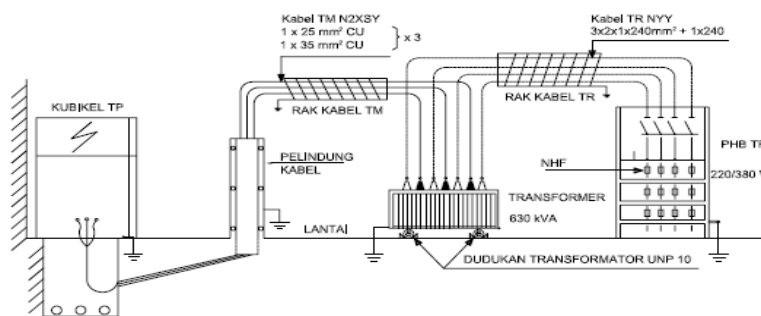 Kabel TM N2XSY
1 x 25 mm² CU
1 x 35 mm² CU
x 3
Kabel TR NYY
3x2x1x240mm² + 1x240
KUBIKEL TP
RAK KABEL TM
RAK KABEL TR
PELINDUNG
KABEL
NHF
PHB TR
220/380 V
TRANSFORMER
630 kVA
LANTAI
DUDUKAN TRANSFORMATOR UNP 10